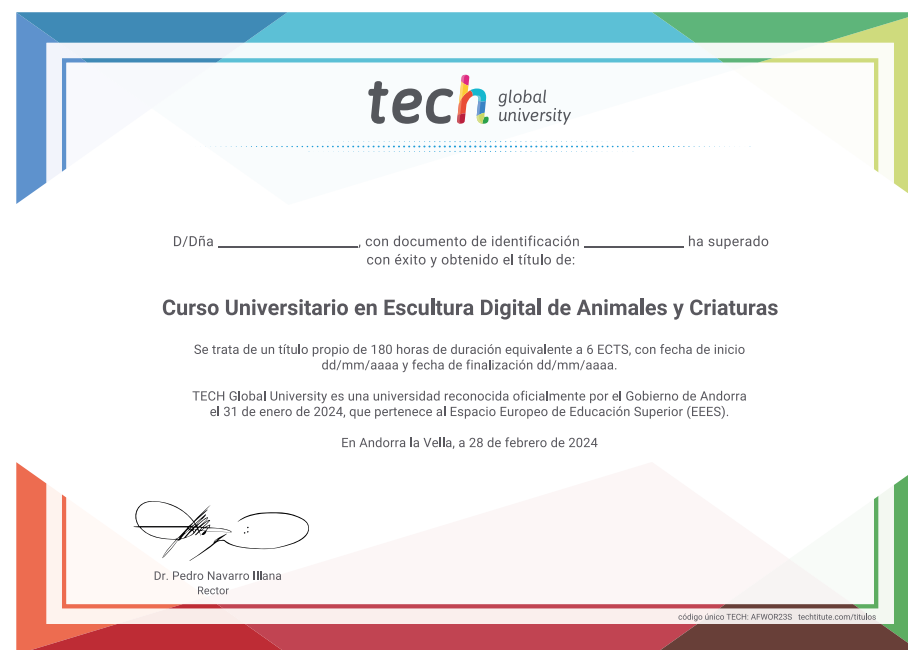 tech global
university
D/Dña ____________, con documento de identificación ____________ ha superado
con éxito y obtenido el título de:
Curso Universitario en Escultura Digital de Animales y Criaturas
Se trata de un título propio de 180 horas de duración equivalente a 6 ECTS, con fecha de inicio
dd/mm/aaaa y fecha de finalización dd/mm/aaaa.
TECH Global University es una universidad reconocida oficialmente por el Gobierno de Andorra
el 31 de enero de 2024, que pertenece al Espacio Europeo de Educación Superior (EEES).
En Andorra la Vella, a 28 de febrero de 2024
Dr. Pedro Navarro Illana
Rector
código único TECH: AFWOR23S techtitute.com/titulos